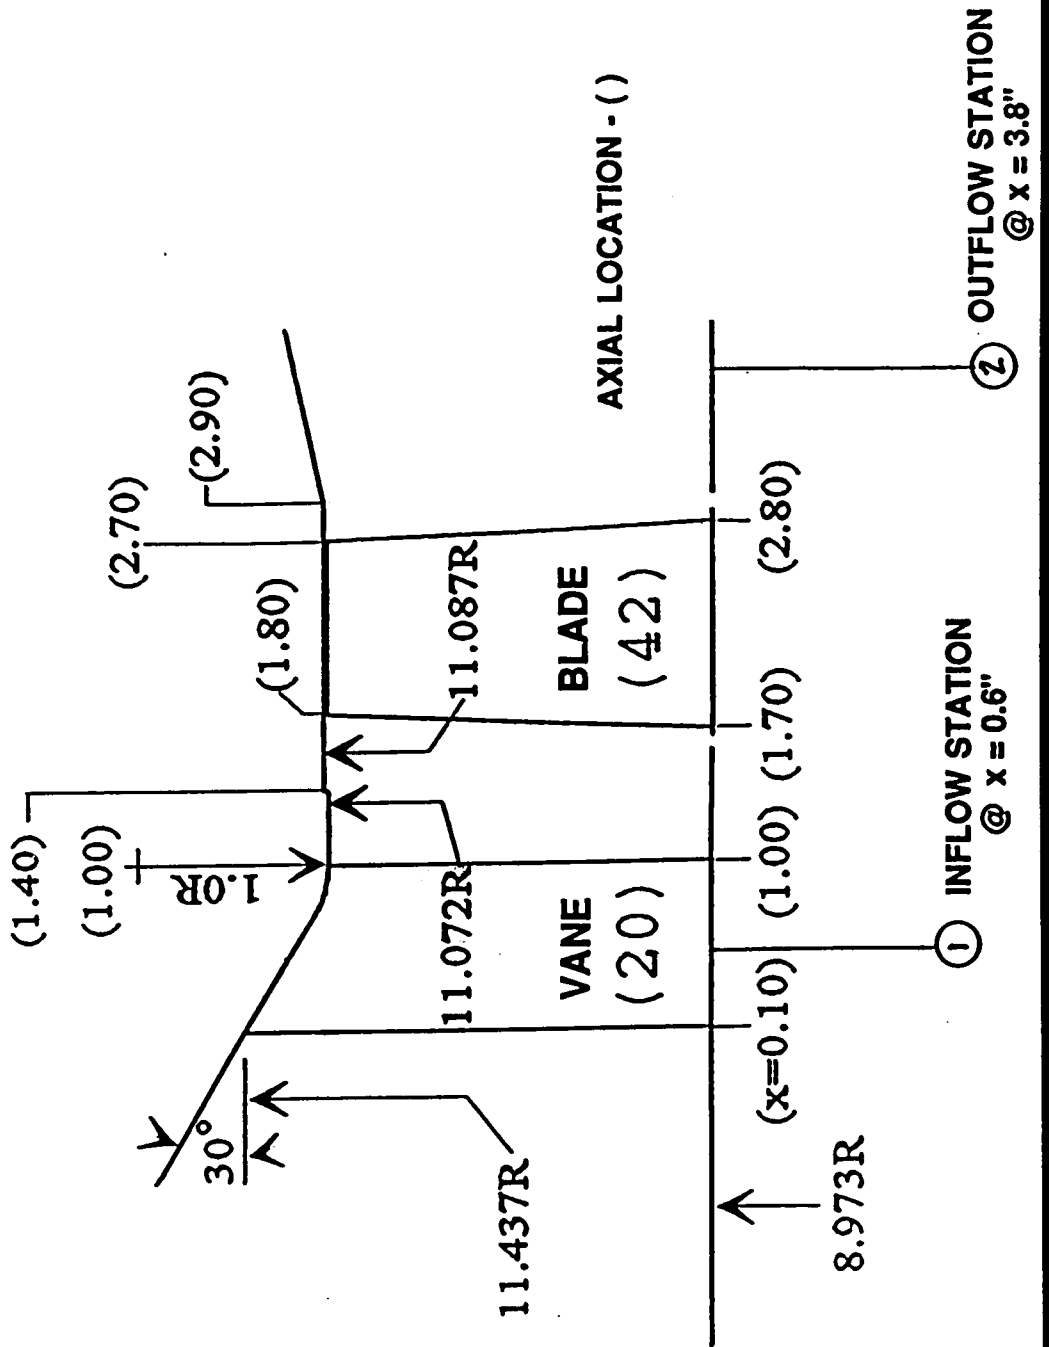 (1.40)
(1.00)
1.0R
(2.70)
(2.90)
(1.80)
30°
11.437R
11.072R
11.087R
VANE
(20)
BLADE
(42)
AXIAL LOCATION - ( )
(x=0.10)
(1.00)
(1.70)
(2.80)
8.973R
1 INFLOW STATION
@ x = 0.6"
2 OUTFLOW STATION
@ x = 3.8"